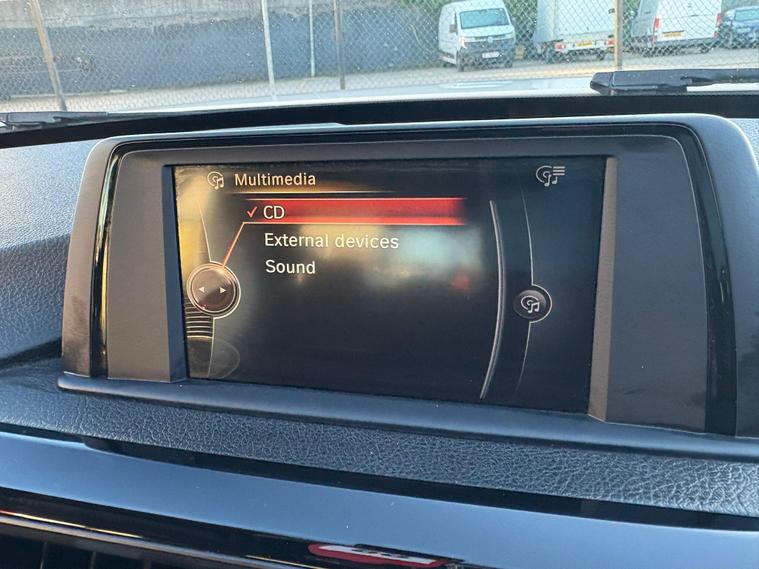 Multimedia
CD
External devices
Sound